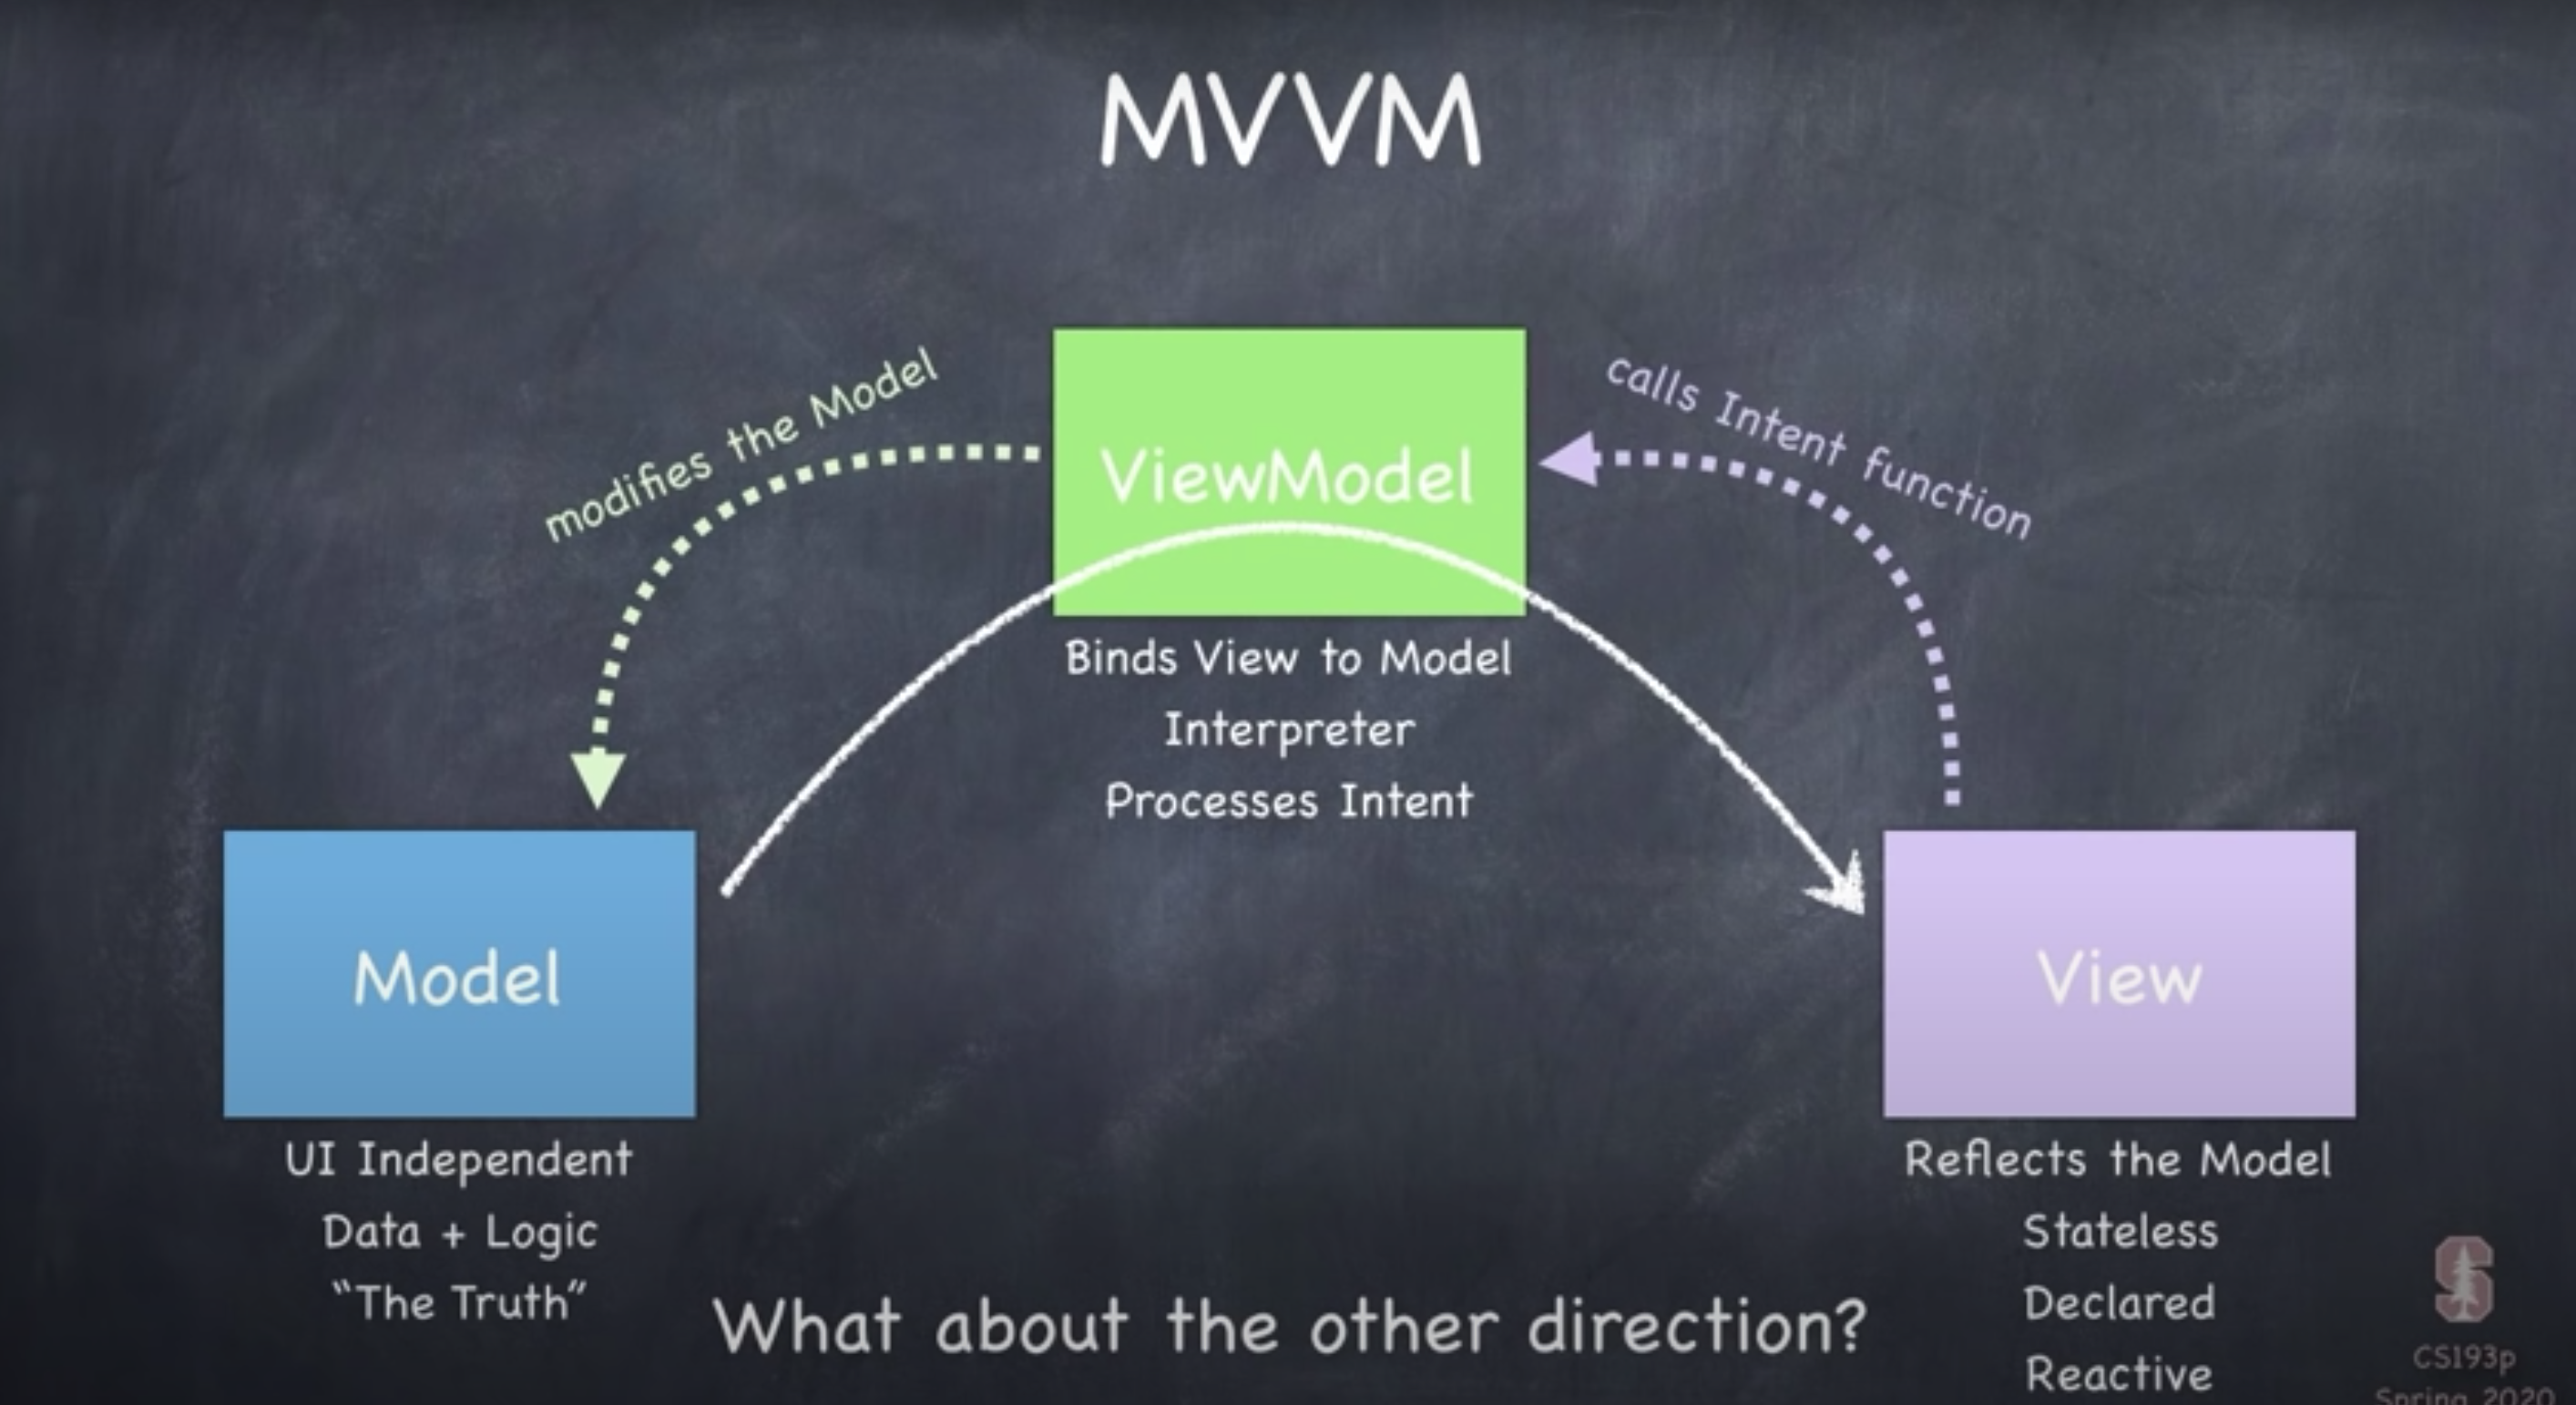 MVVM
modifies the Model
ViewModel
calls Intent function
Binds View to Model
Interpreter
Processes Intent
Model
UI Independent
Data + Logic
“The Truth”
View
Reflects the Model
Stateless
Declared
Reactive
What about the other direction?
S
CS193p
Spring 2020